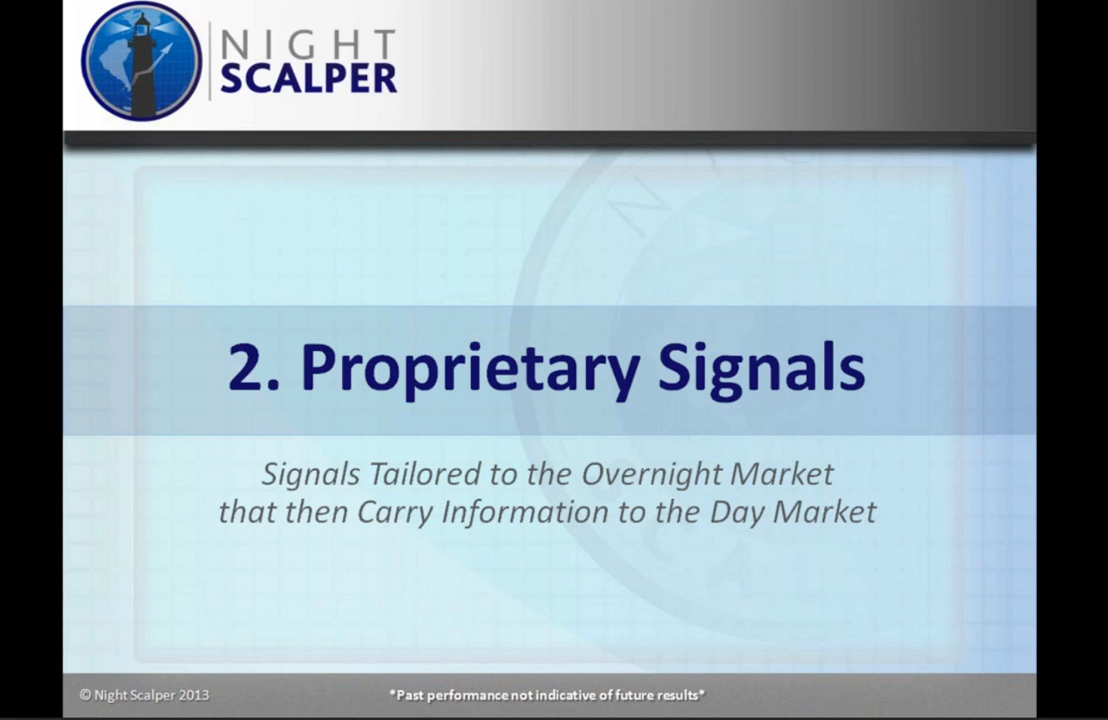 NIGHT
SCALPER
2. Proprietary Signals
Signals Tailored to the Overnight Market
that then Carry Information to the Day Market
© Night Scalper 2013
*Past performance not indicative of future results*